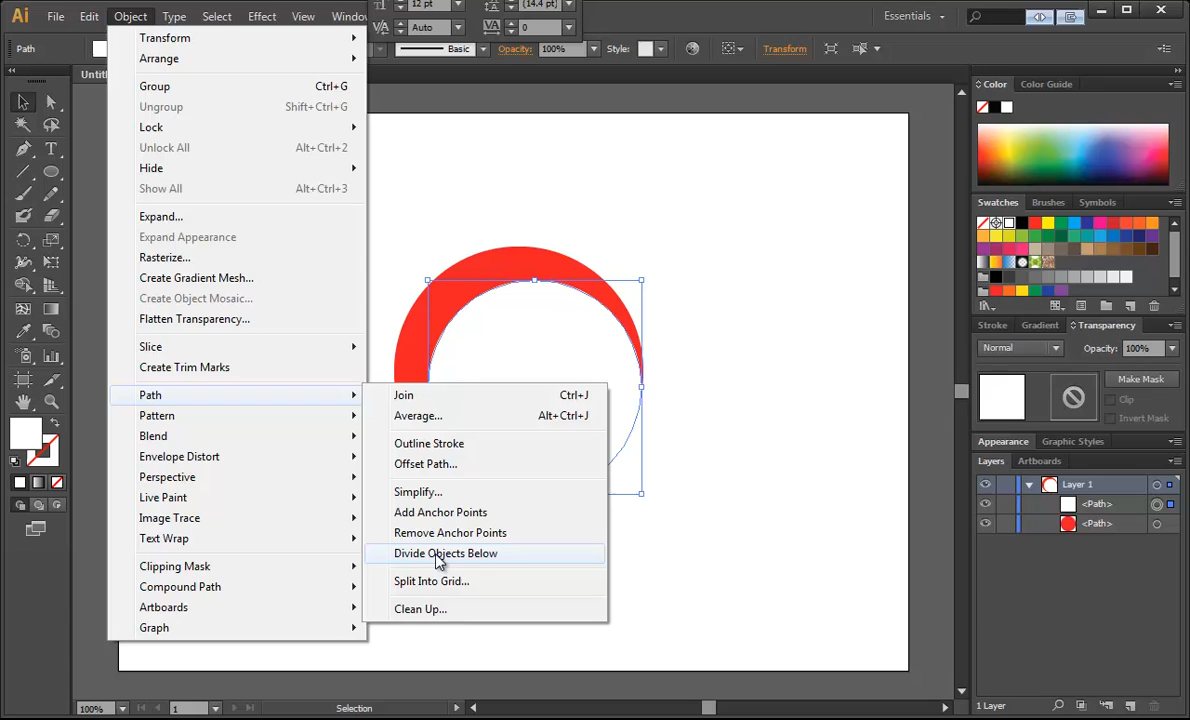 Ai File Edit Object Type Select Effect View Window
12 pt (14.4 pt)
Auto 0
Essentials
Path Basic Opacity: 100% Style: Transform
Transform
Arrange
Group Ctrl+G
Ungroup Shift+Ctrl+G
Lock
Unlock All Alt+Ctrl+2
Hide
Show All Alt+Ctrl+3
Expand...
Expand Appearance
Rasterize...
Create Gradient Mesh...
Create Object Mosaic...
Flatten Transparency...
Slice
Create Trim Marks
Path
Pattern
Blend
Envelope Distort
Perspective
Live Paint
Image Trace
Text Wrap
Clipping Mask
Compound Path
Artboards
Graph
Join Ctrl+J
Average... Alt+Ctrl+J
Outline Stroke
Offset Path...
Simplify...
Add Anchor Points
Remove Anchor Points
Divide Objects Below
Split Into Grid...
Clean Up...
Color Color Guide
Swatches Brushes Symbols
Stroke Gradient Transparency
Normal Opacity: 100%
Make Mask
Clip
Invert Mask
Appearance Graphic Styles
Layers Artboards
Layer 1
<Path>
<Path>
1 Layer
100% 1 Selection